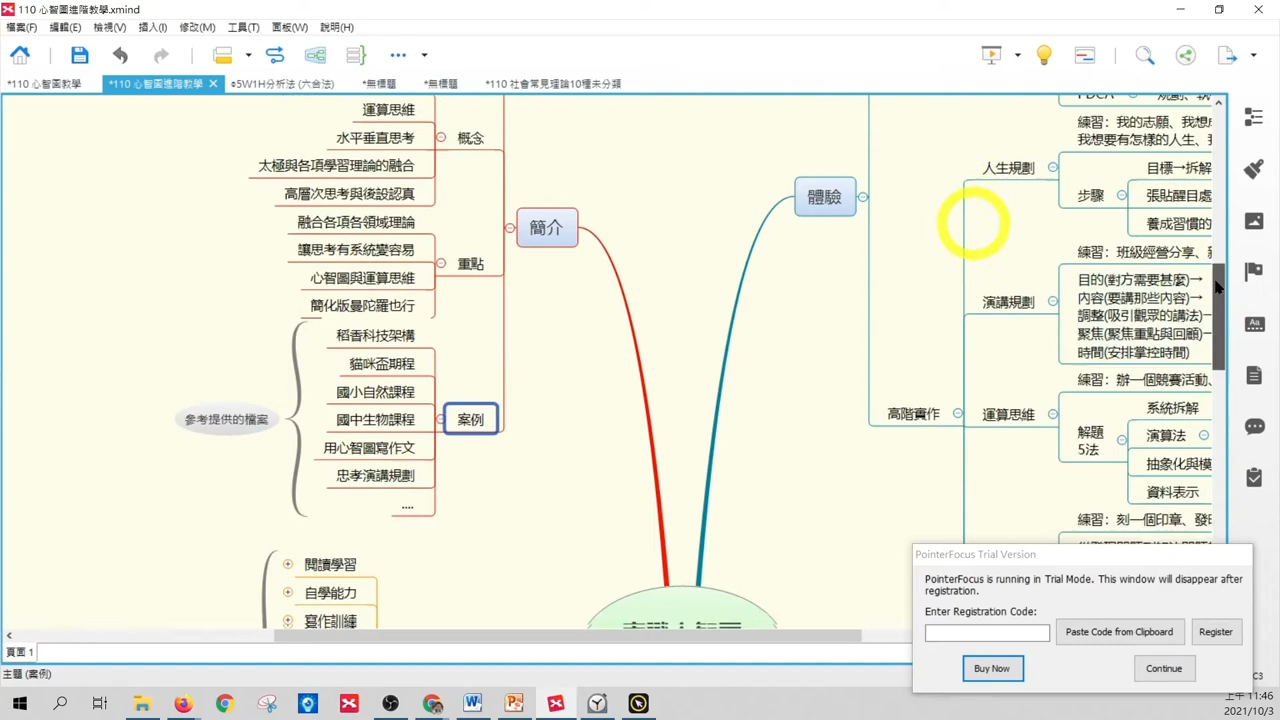 110 心智圖進階教學.xmind
檔案(F) 編輯(E) 檢視(V) 插入(I) 修改(M) 工具(T) 面板(W) 說明(H)
*110 心智圖教學
*110 心智圖進階教學
5W1H分析法 (六合法)
*無標題
*無標題
*110 社會常見理論10種未分類
運算思維
水平垂直思考
太極與各項學習理論的融合
高層次思考與後設認真
概念
融合各項各領域理論
讓思考有系統變容易
心智圖與運算思維
簡化版曼陀羅也行
重點
簡介
稻香科技架構
貓咪盃期程
國小自然課程
國中生物課程
用心智圖寫作文
忠孝演講規劃
....
參考提供的檔案
案例
閱讀學習
自學能力
寫作訓練
體驗
PDCA
練習：我的志願、我想
我想要有怎樣的人生、
人生規劃
目標→拆解
步驟
張貼醒目處
養成習慣的
練習：班級經營分享、
演講規劃
目的(對方需要甚麼)→
內容(要講那些內容)→
調整(吸引觀眾的講法)
聚焦(聚焦重點與回顧)
時間(安排掌控時間)
高階實作
練習：辦一個競賽活動、
運算思維
系統拆解
解題
5法
演算法
抽象化與模
資料表示
練習：刻一個印章、發明
PointerFocus Trial Version
PointerFocus is running in Trial Mode. This window will disappear after
registration.
Enter Registration Code:
Paste Code from Clipboard
Register
Buy Now
Continue
頁面 1
主題 (案例)
上午 11:46
2021/10/3